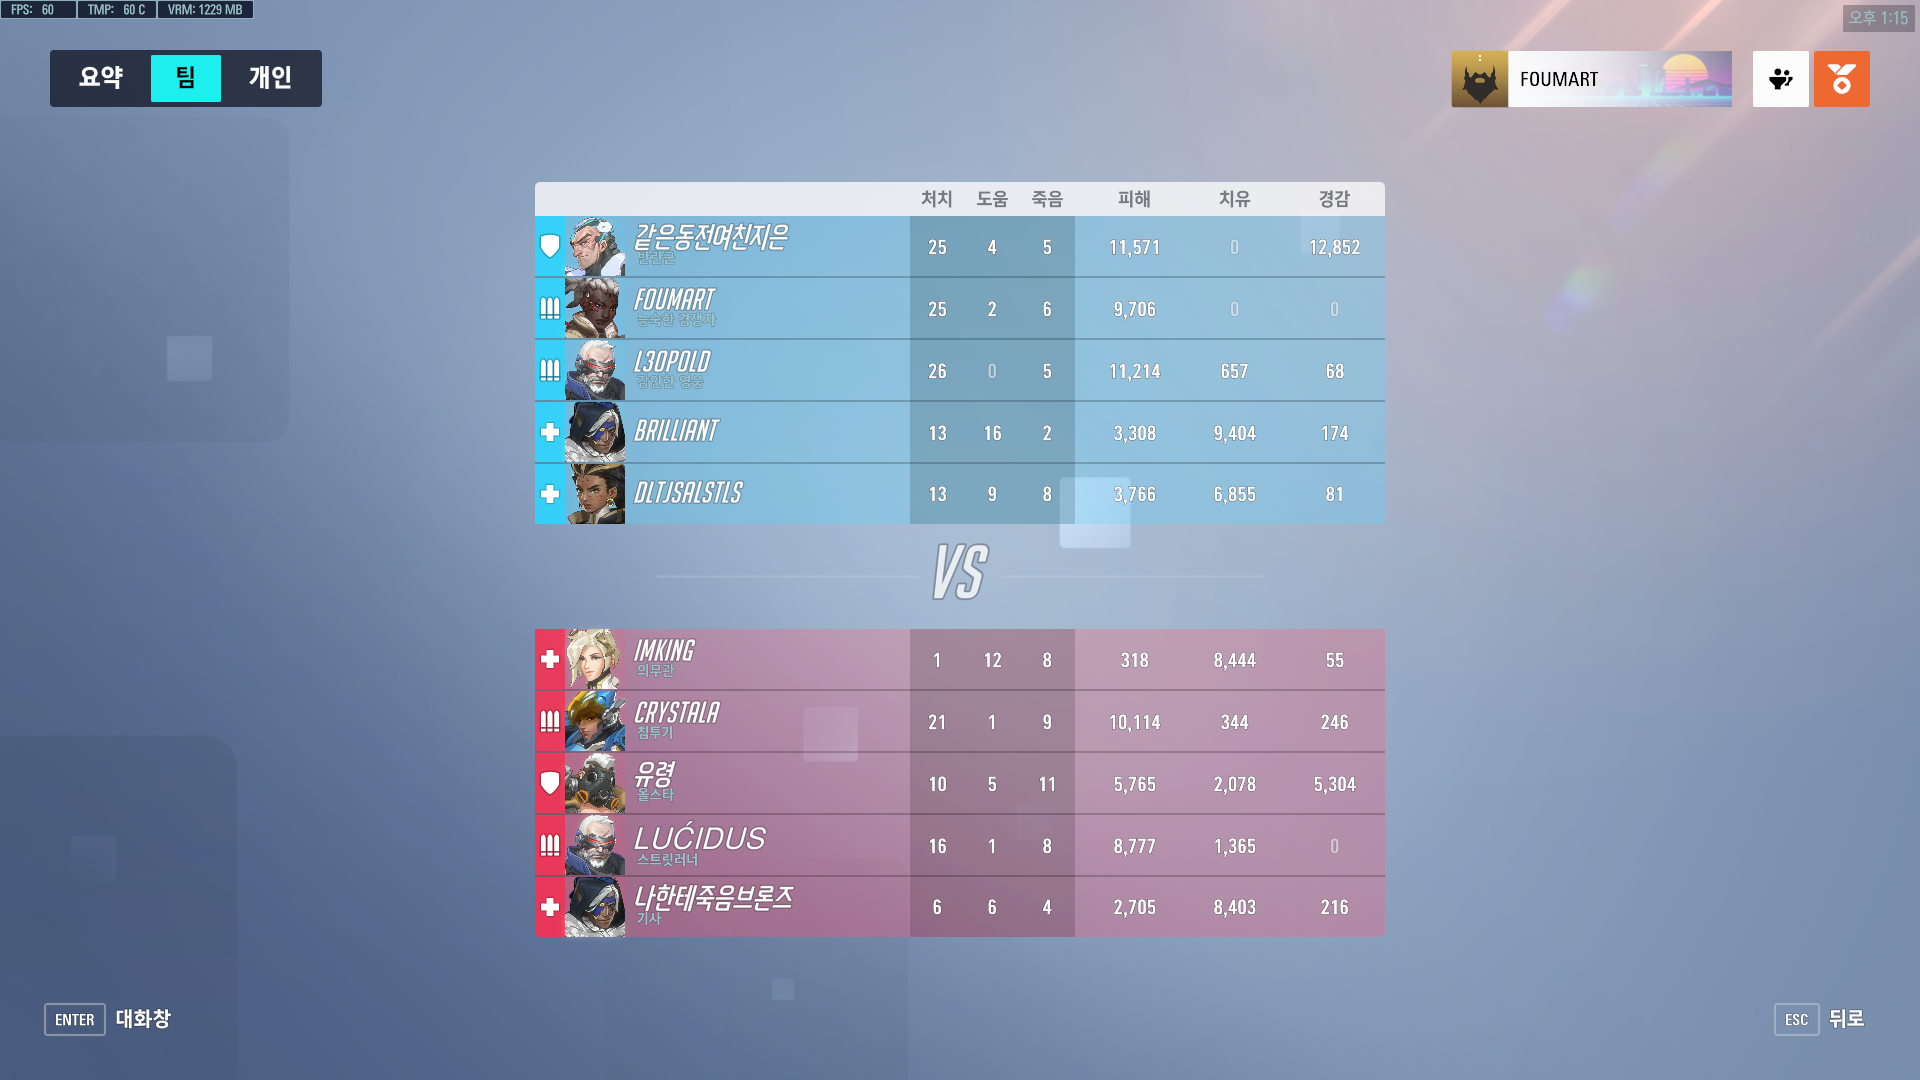 FPS: 60 TMP: 60 C VRM: 1229 MB
오후 1:15
요약 팀 개인
FOUMART
처치 도움 죽음 피해 치유 경감
같은동전여친지은 25 4 5 11,571 0 12,852
반란군
FOUMART 25 2 6 9,706 0 0
능숙한 경쟁자
L3OPOLD 26 0 5 11,214 657 68
강인한 영웅
BRILLIANT 13 16 2 3,308 9,404 174
DLTJSALSTLS 13 9 8 3,766 6,855 81
VS
IMKING 1 12 8 318 8,444 55
의무관
CRYSTALA 21 1 9 10,114 344 246
침투기
유령 10 5 11 5,765 2,078 5,304
올스타
LUĆIDUS 16 1 8 8,777 1,365 0
스트릿러너
나한테죽음브론즈 6 6 4 2,705 8,403 216
기사
ENTER 대화창
ESC 뒤로